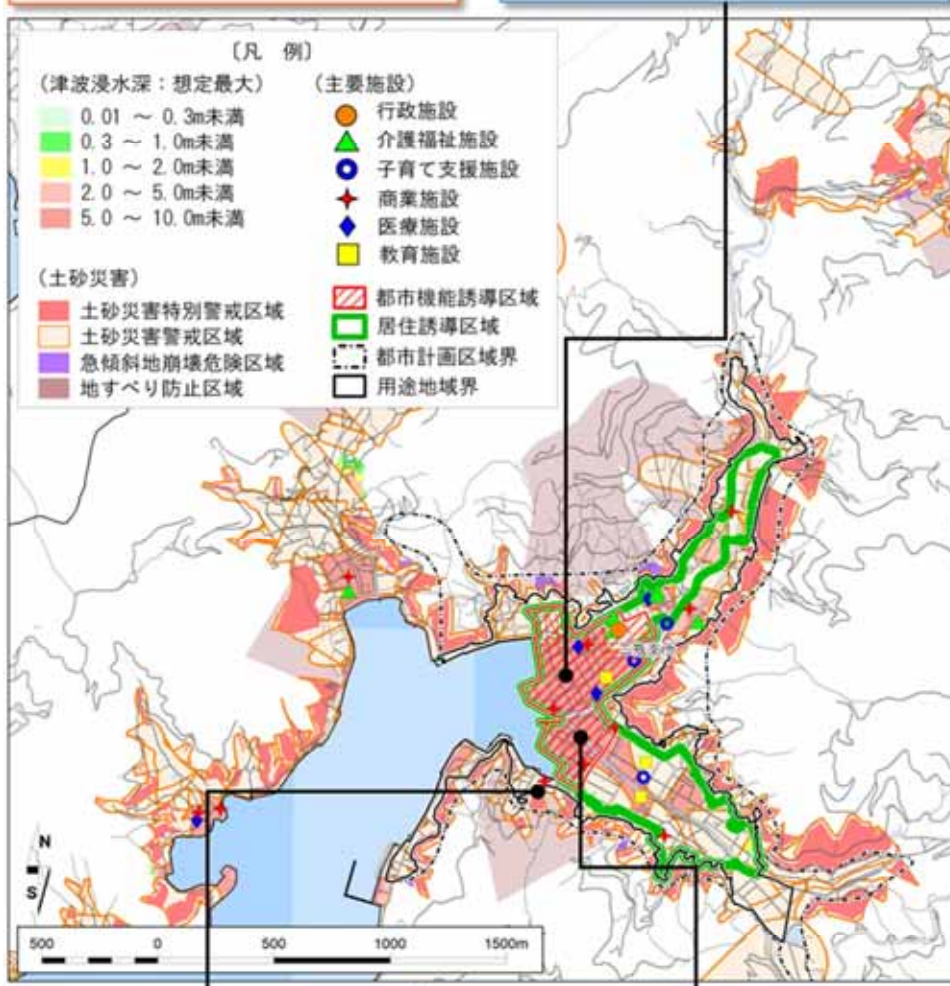 〔凡 例〕
(津波浸水深：想定最大)
0.01 ～ 0.3m未満
0.3 ～ 1.0m未満
1.0 ～ 2.0m未満
2.0 ～ 5.0m未満
5.0 ～ 10.0m未満
(土砂災害)
土砂災害特別警戒区域
土砂災害警戒区域
急傾斜地崩壊危険区域
地すべり防止区域
(主要施設)
行政施設
介護福祉施設
子育て支援施設
商業施設
医療施設
教育施設
都市機能誘導区域
居住誘導区域
都市計画区域界
用途地域界
N
S
500 0 500 1000 1500m